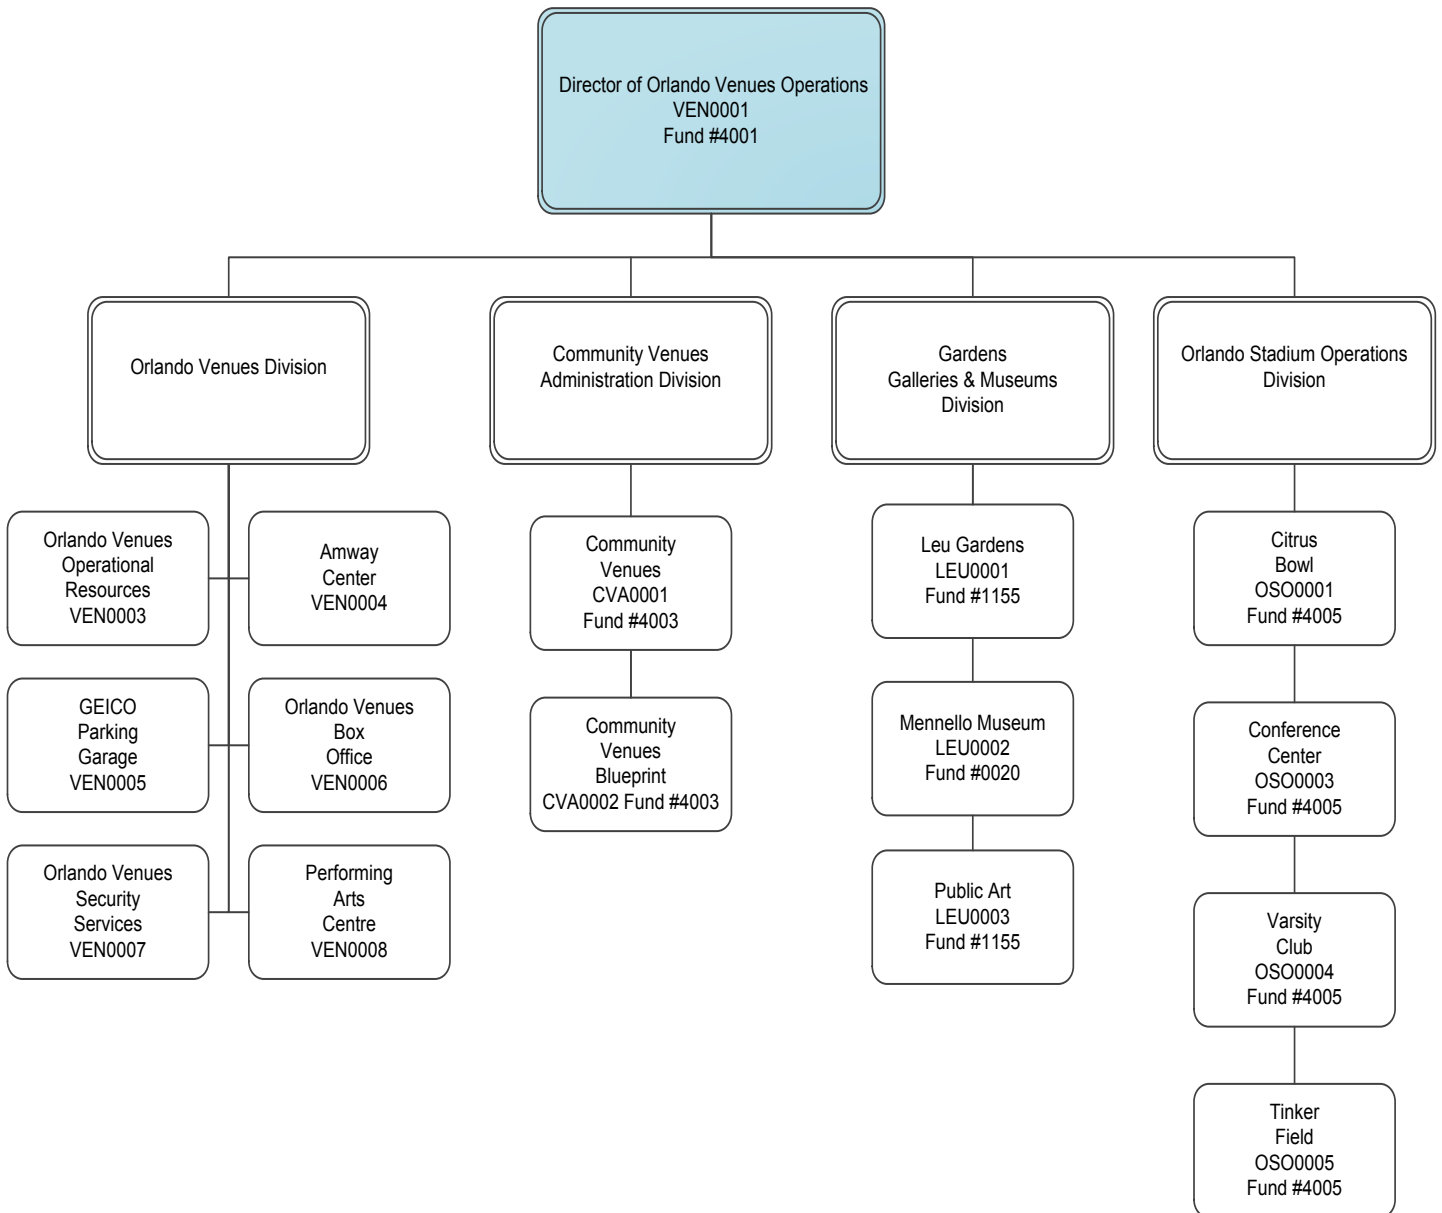 Director of Orlando Venues Operations
VEN0001
Fund #4001
Orlando Venues Division
Community Venues
Administration Division
Gardens
Galleries & Museums
Division
Orlando Stadium Operations
Division
Orlando Venues
Operational
Resources
VEN0003
Amway
Center
VEN0004
GEICO
Parking
Garage
VEN0005
Orlando Venues
Box
Office
VEN0006
Orlando Venues
Security
Services
VEN0007
Performing
Arts
Centre
VEN0008
Community
Venues
CVA0001
Fund #4003
Community
Venues
Blueprint
CVA0002 Fund #4003
Leu Gardens
LEU0001
Fund #1155
Mennello Museum
LEU0002
Fund #0020
Public Art
LEU0003
Fund #1155
Citrus
Bowl
OSO0001
Fund #4005
Conference
Center
OSO0003
Fund #4005
Varsity
Club
OSO0004
Fund #4005
Tinker
Field
OSO0005
Fund #4005